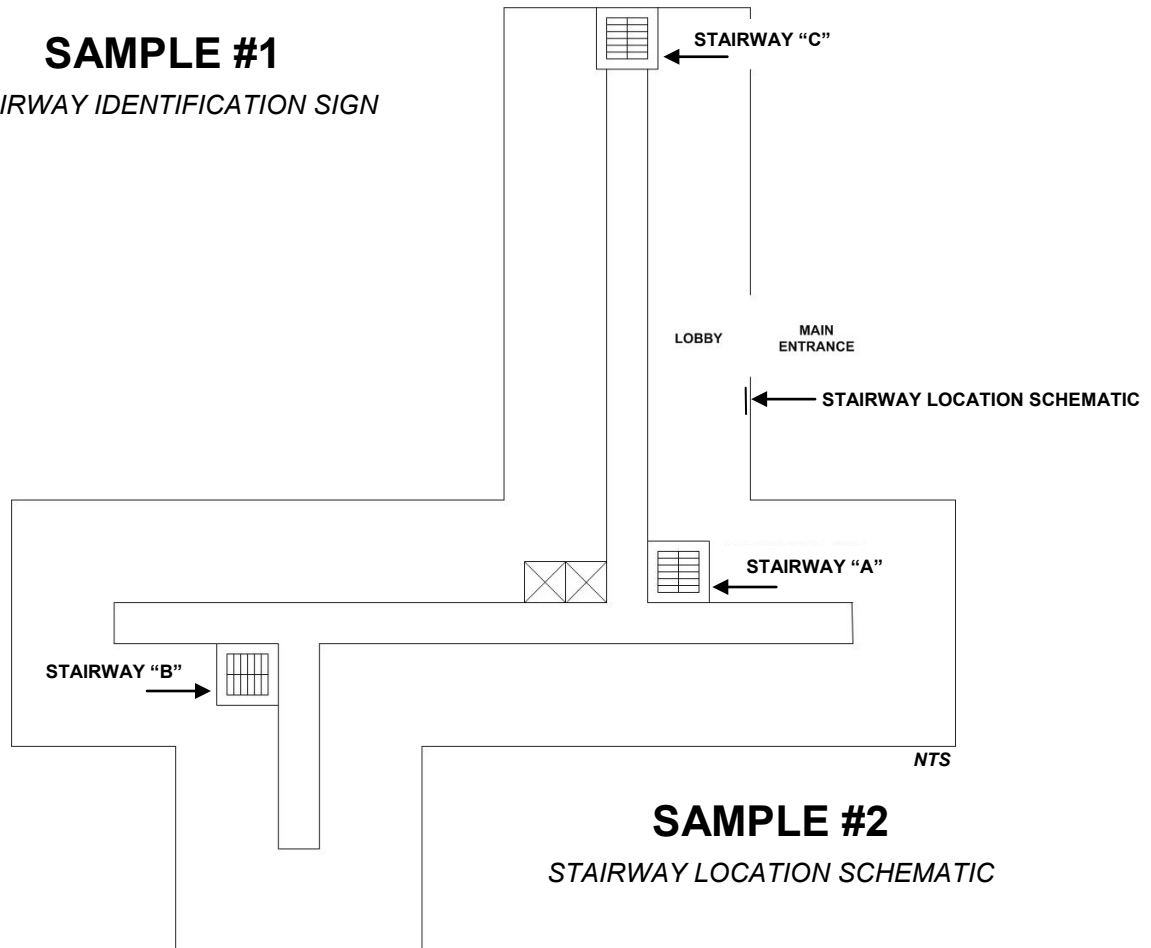 SAMPLE #1
IRWAY IDENTIFICATION SIGN
STAIRWAY “C”
LOBBY
MAIN
ENTRANCE
STAIRWAY LOCATION SCHEMATIC
STAIRWAY “A”
STAIRWAY “B”
NTS
SAMPLE #2
STAIRWAY LOCATION SCHEMATIC